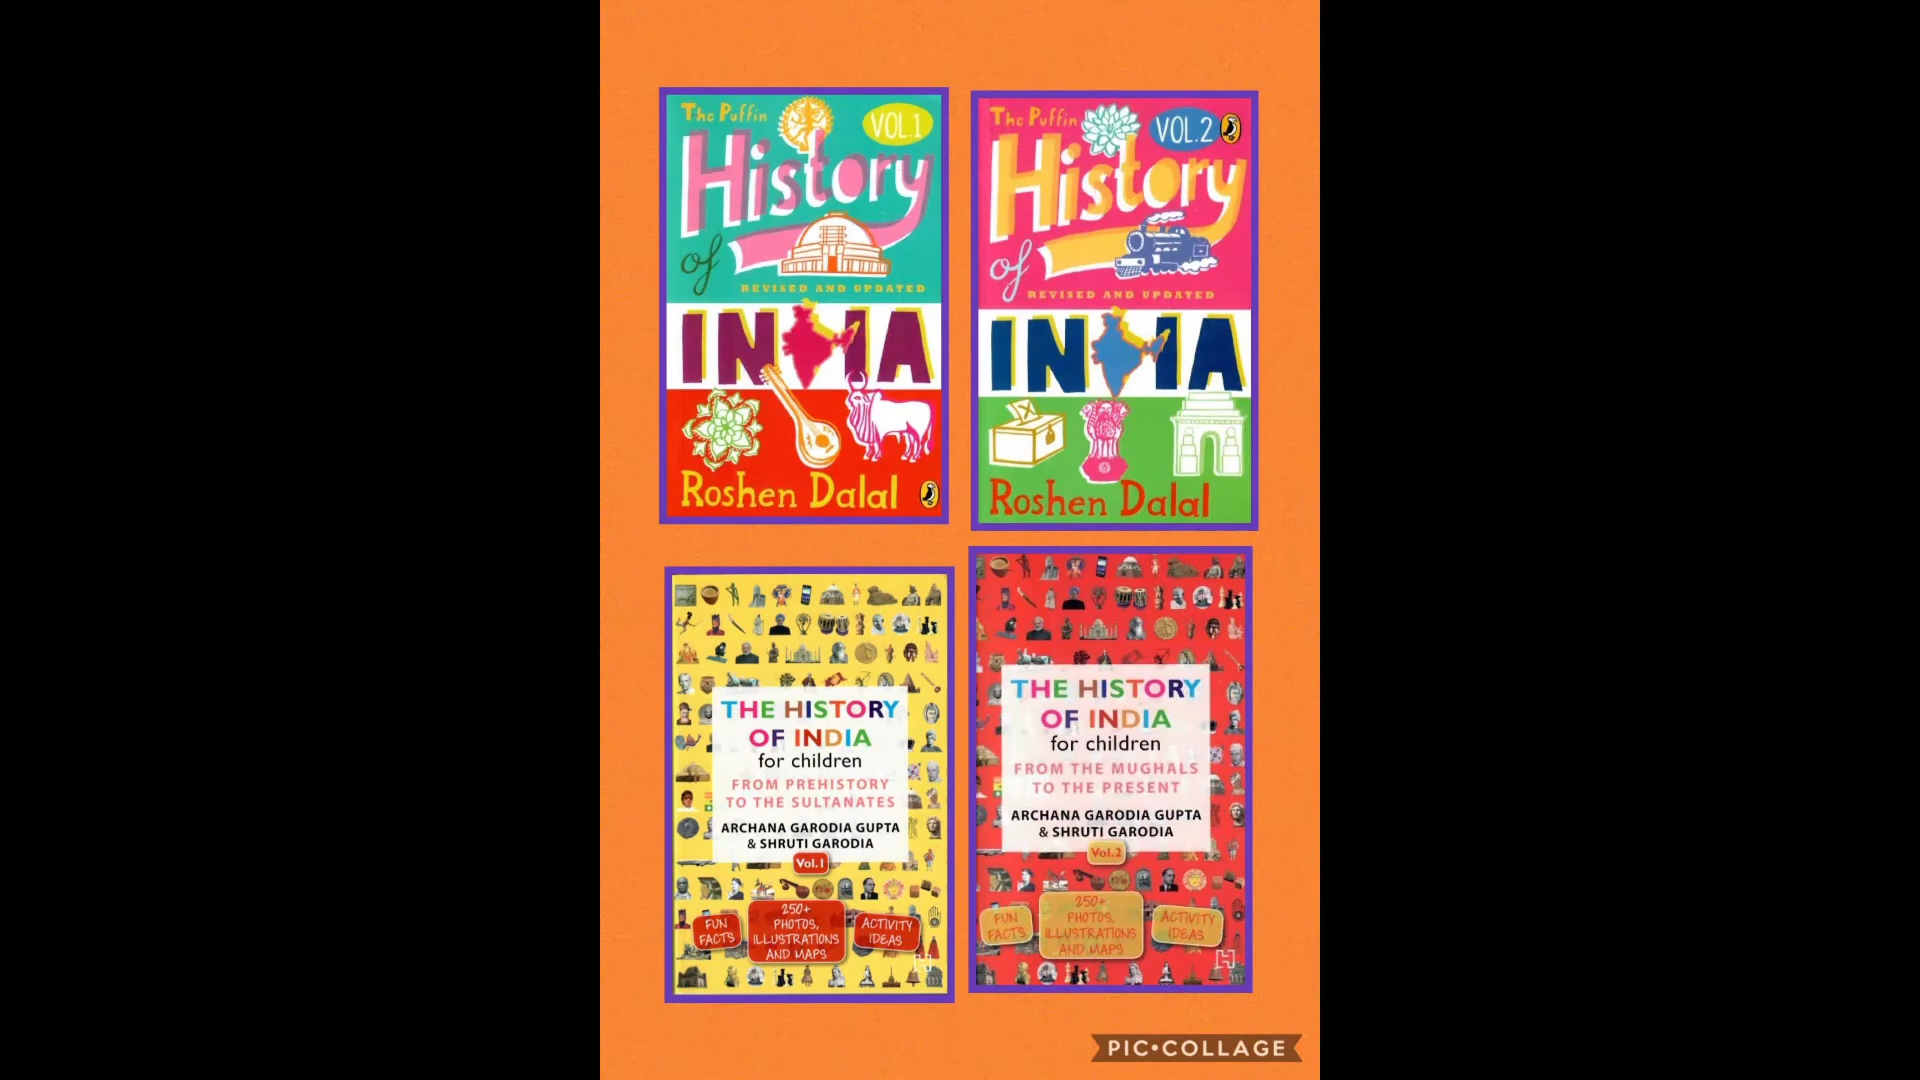 The Puffin
VOL.1
History
of
REVISED AND UPDATED
INDIA
Roshen Dalal
The Puffin
VOL.2
History
of
REVISED AND UPDATED
INDIA
Roshen Dalal
THE HISTORY
OF INDIA
for children
FROM PREHISTORY
TO THE SULTANATES
ARCHANA GARODIA GUPTA
& SHRUTI GARODIA
Vol.1
FUN
FACTS
250+
PHOTOS,
ILLUSTRATIONS
AND MAPS
ACTIVITY
IDEAS
THE HISTORY
OF INDIA
for children
FROM THE MUGHALS
TO THE PRESENT
ARCHANA GARODIA GUPTA
& SHRUTI GARODIA
Vol.2
FUN
FACTS
250+
PHOTOS,
ILLUSTRATIONS
AND MAPS
ACTIVITY
IDEAS
PIC•COLLAGE